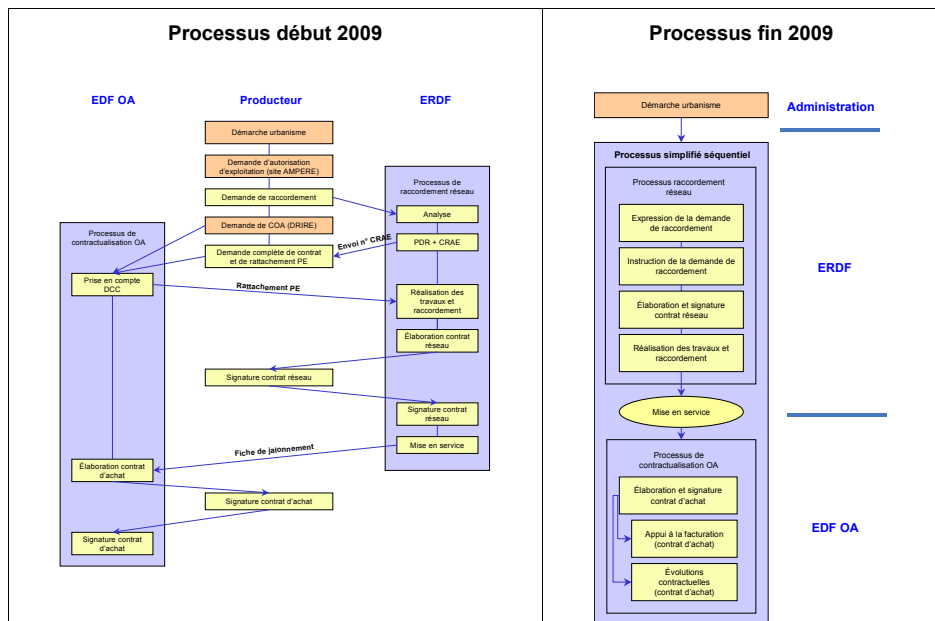 Processus début 2009
EDF OA
Producteur
ERDF
Démarche urbanisme
Demande d'autorisation
d'exploitation (site AMPERE)
Demande de raccordement
Demande de COA (DRIRE)
Demande complète de contrat
et de rattachement PE
Processus de
raccordement réseau
Analyse
Envoi n° CRAE
PDR + CRAE
Processus de
contractualisation OA
Prise en compte
DCC
Rattachement PE
Réalisation des
travaux et
raccordement
Élaboration contrat
réseau
Signature contrat réseau
Signature contrat
réseau
Mise en service
Fiche de jalonnement
Élaboration contrat
d'achat
Signature contrat d'achat
Signature contrat
d'achat
Processus fin 2009
Démarche urbanisme
Administration
Processus simplifié séquentiel
Processus raccordement
réseau
Expression de la demande
de raccordement
Instruction de la demande de
raccordement
ERDF
Élaboration et signature
contrat réseau
Réalisation des travaux et
raccordement
Mise en service
Processus de
contractualisation OA
Élaboration et signature
contrat d'achat
EDF OA
Appui à la facturation
(contrat d'achat)
Évolutions
contractuelles
(contrat d'achat)